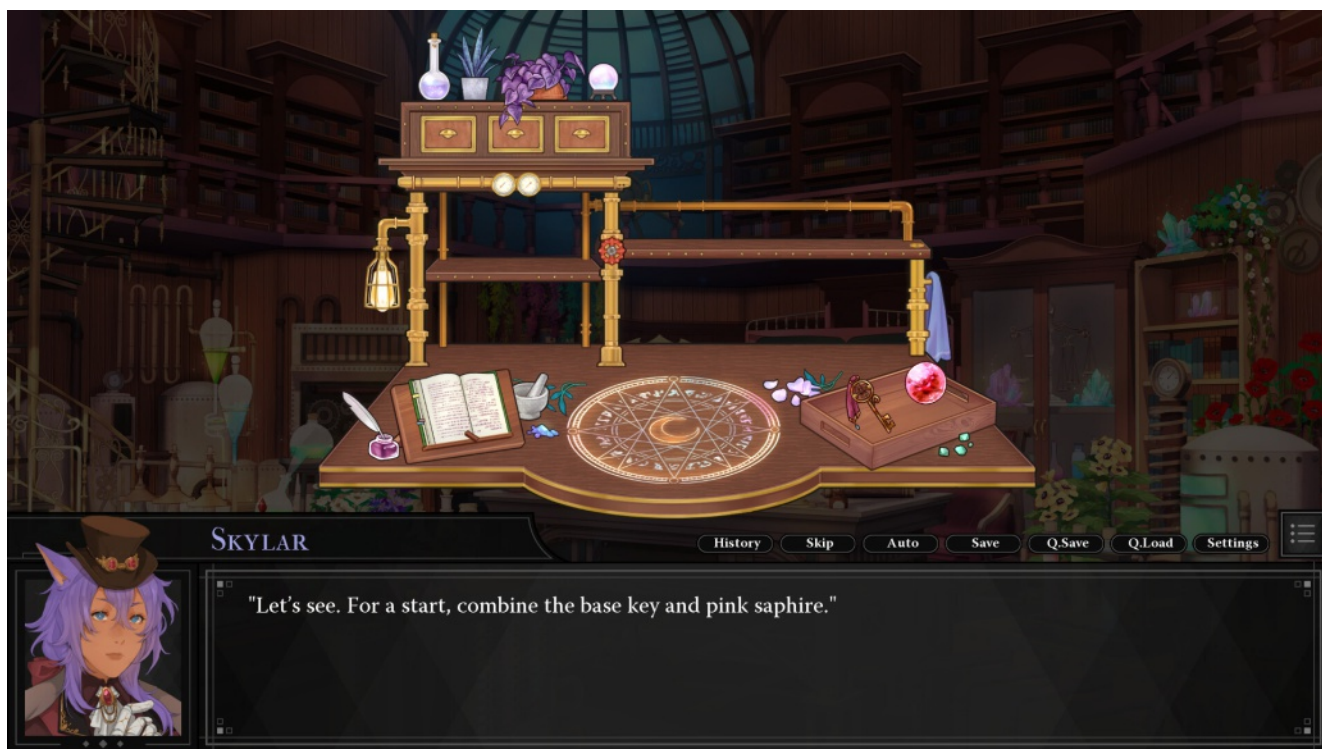 SKYLAR
History Skip Auto Save Q.Save Q.Load Settings
"Let's see. For a start, combine the base key and pink saphire."